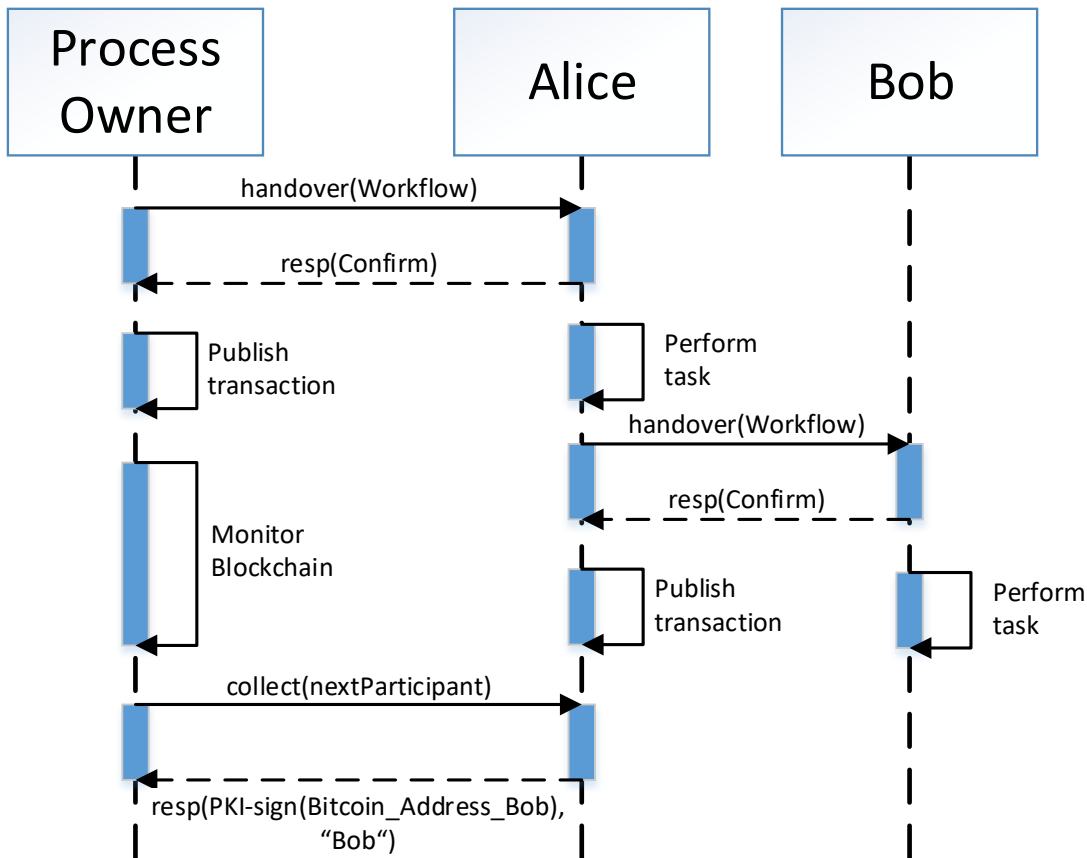 Process
Owner
Alice
Bob
handover(Workflow)
resp(Confirm)
Publish
transaction
Perform
task
handover(Workflow)
resp(Confirm)
Monitor
Blockchain
Publish
transaction
Perform
task
collect(nextParticipant)
resp(PKI-sign(Bitcoin_Address_Bob),
“Bob“)